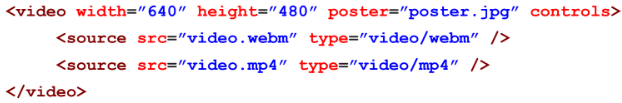 <video width="640" height="480" poster="poster.jpg" controls>
<source src="video.webm" type="video/webm" />
<source src="video.mp4" type="video/mp4" />
</video>